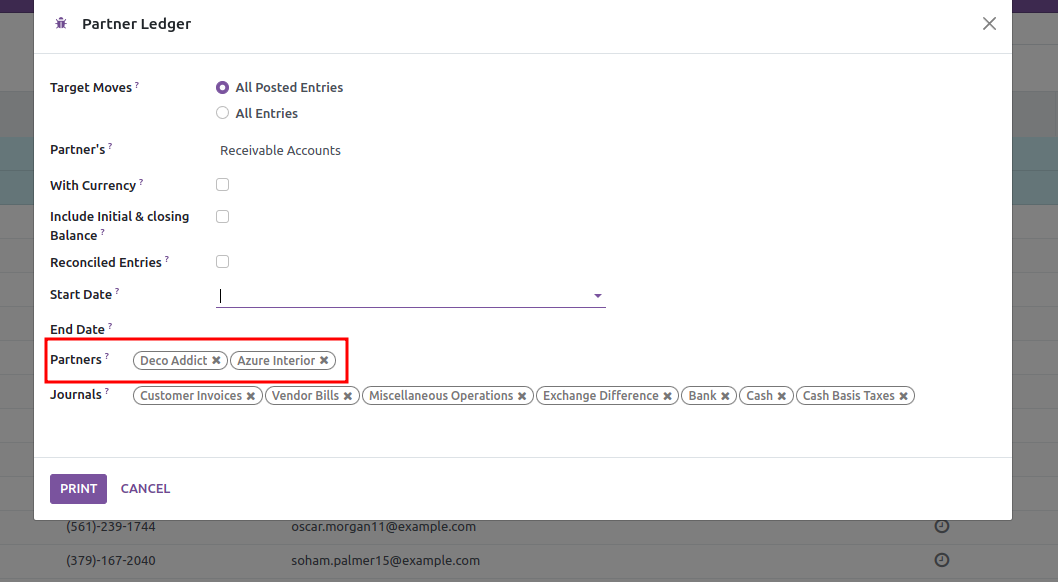 Partner Ledger
Target Moves ? All Posted Entries
All Entries
Partner's ? Receivable Accounts
With Currency ?
Include Initial & closing
Balance ?
Reconciled Entries ?
Start Date ?
End Date ?
Partners ? Deco Addict ✖ Azure Interior ✖
Journals ? Customer Invoices ✖ Vendor Bills ✖ Miscellaneous Operations ✖ Exchange Difference ✖ Bank ✖ Cash ✖ Cash Basis Taxes ✖
PRINT CANCEL
(561)-239-1744 oscar.morgan11@example.com
(379)-167-2040 soham.palmer15@example.com